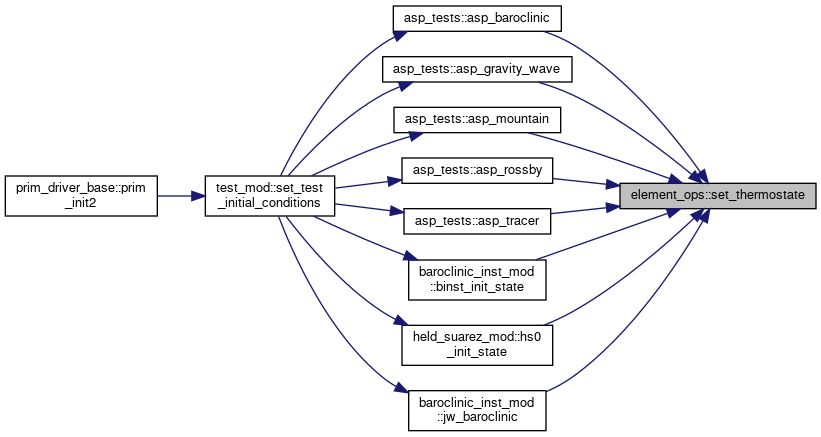 asp_tests::asp_baroclinic
asp_tests::asp_gravity_wave
asp_tests::asp_mountain
asp_tests::asp_rossby
prim_driver_base::prim
_init2
test_mod::set_test
_initial_conditions
element_ops::set_thermostate
asp_tests::asp_tracer
baroclinic_inst_mod
::binst_init_state
held_suarez_mod::hs0
_init_state
baroclinic_inst_mod
::jw_baroclinic